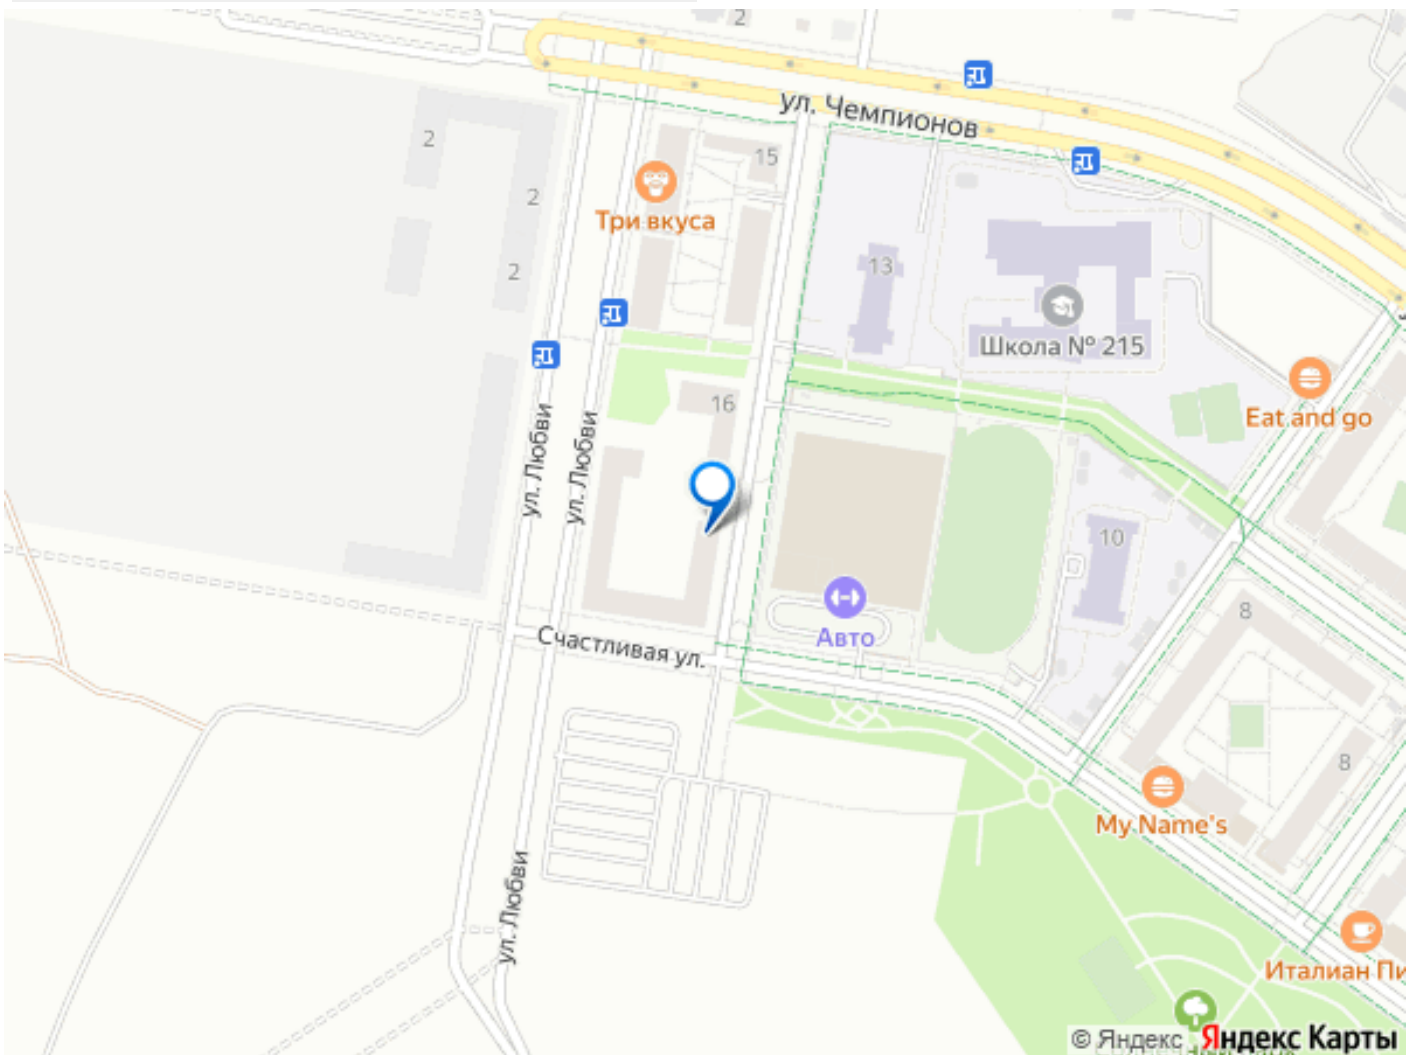 2
ул. Чемпионов
2
15
Три вкуса
2
13
2
Школа № 215
Eat and go
ул. Любви
ул. Любви
16
10
Авто
Счастливая ул.
8
8
My Name's
ул. Любви
Италиан Пи
© Яндекс Яндекс Карты